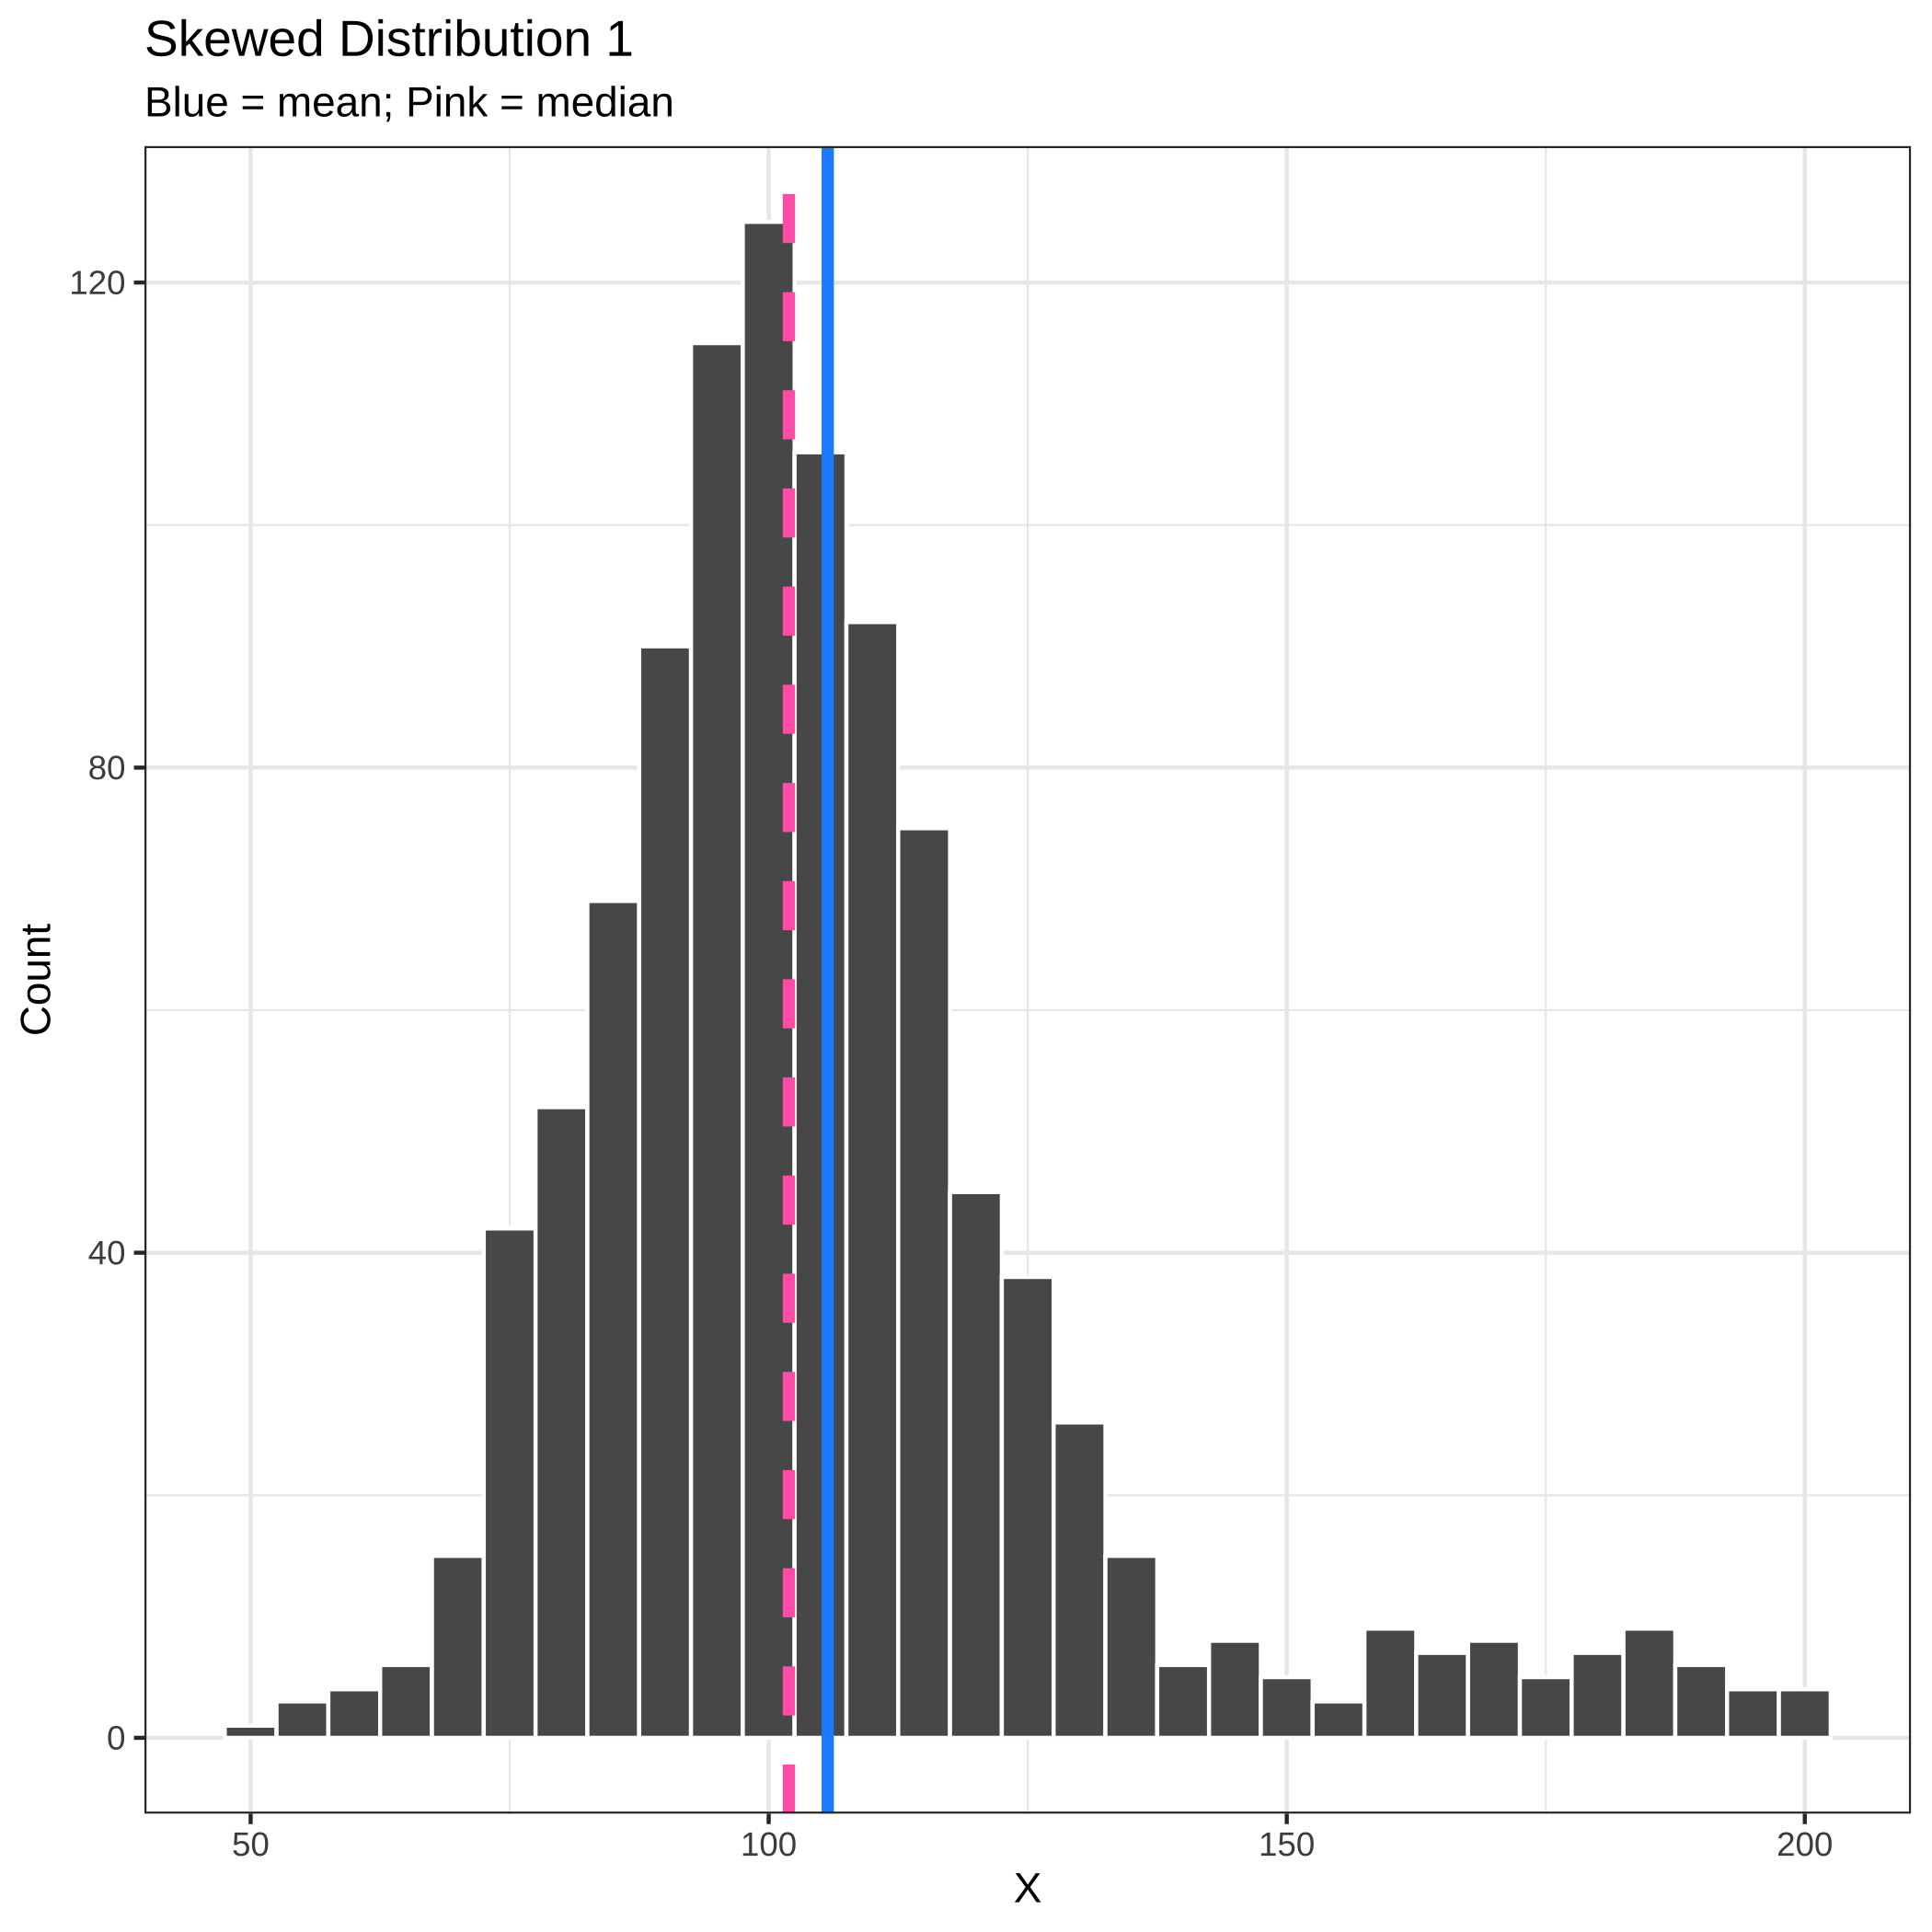 Skewed Distribution 1
Blue = mean; Pink = median
120
80
40
0
Count
50 100 150 200
X